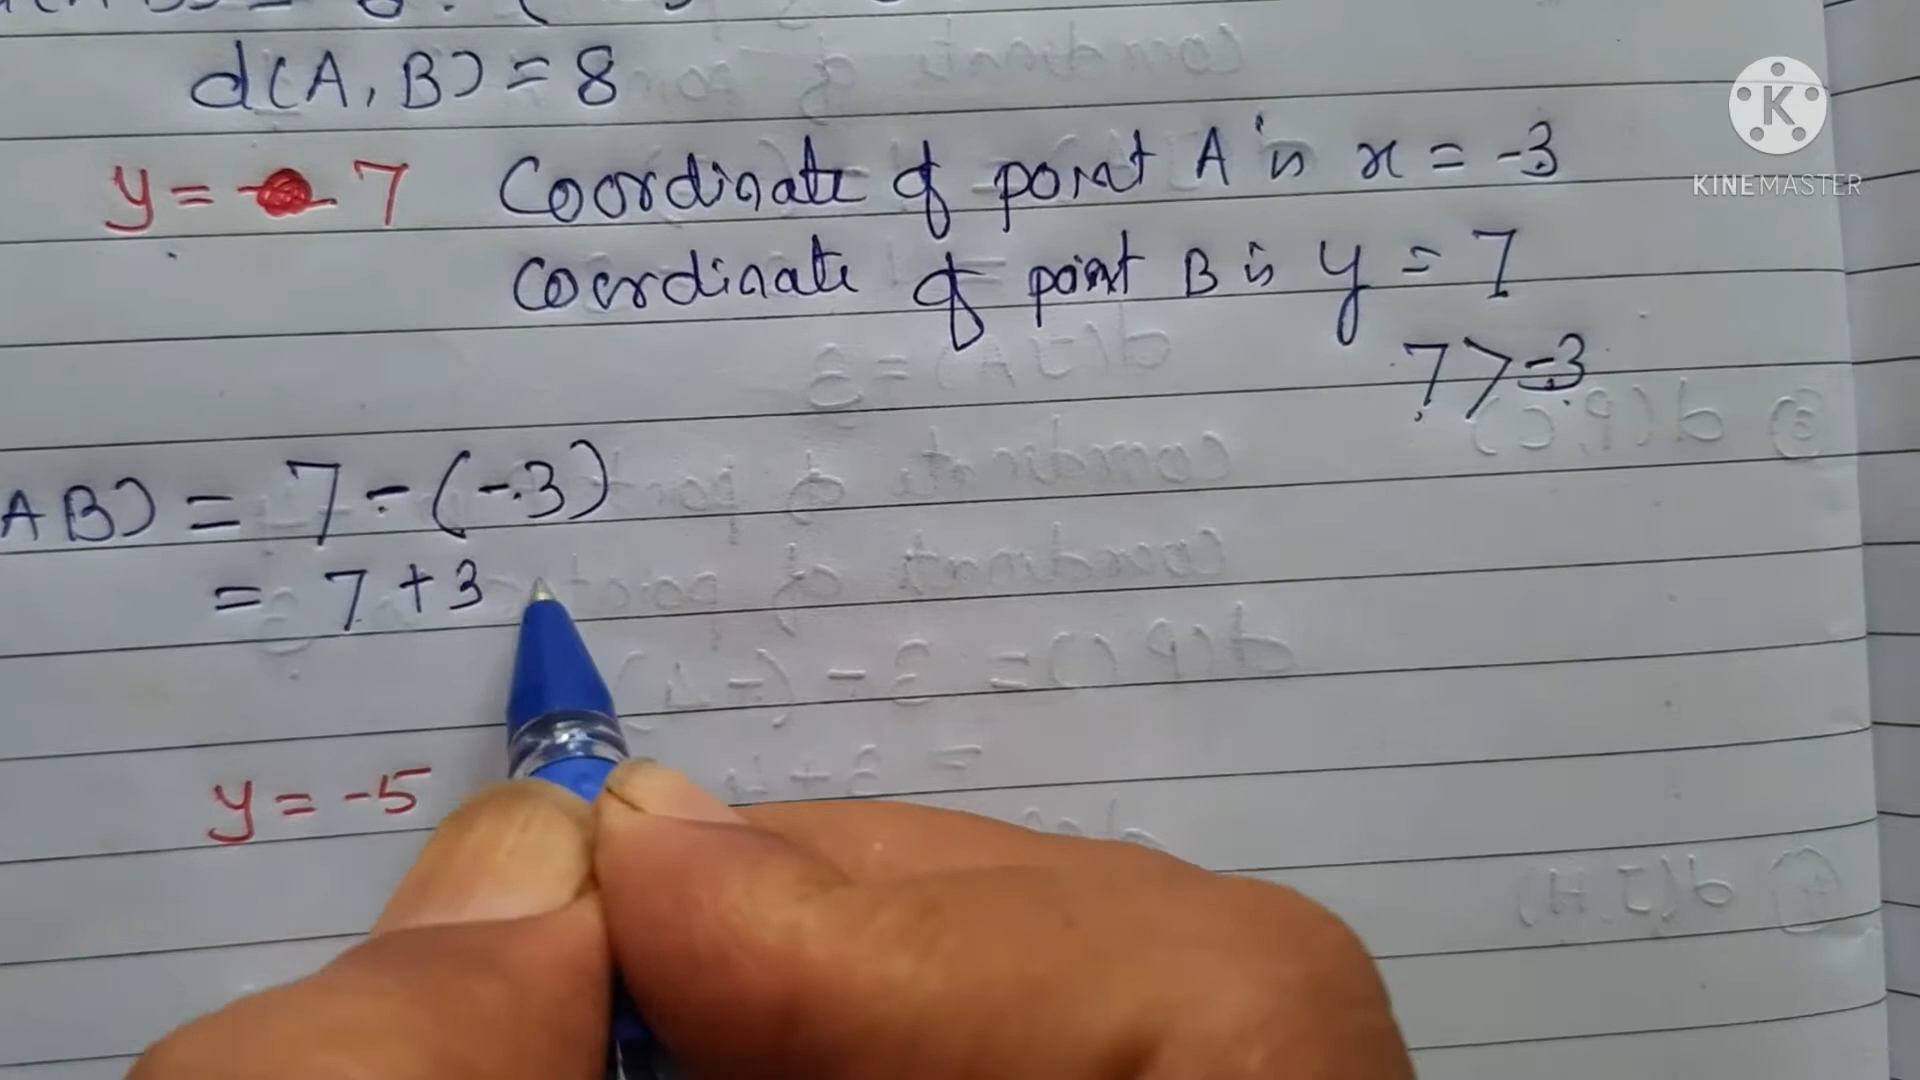 d(A, B) = 8
y = 7 Coordinate of point A is x = -3
Coordinate of point B is y = 7
7 > -3
AB) = 7 - (-3)
= 7 + 3
y = -5
KINEMASTER